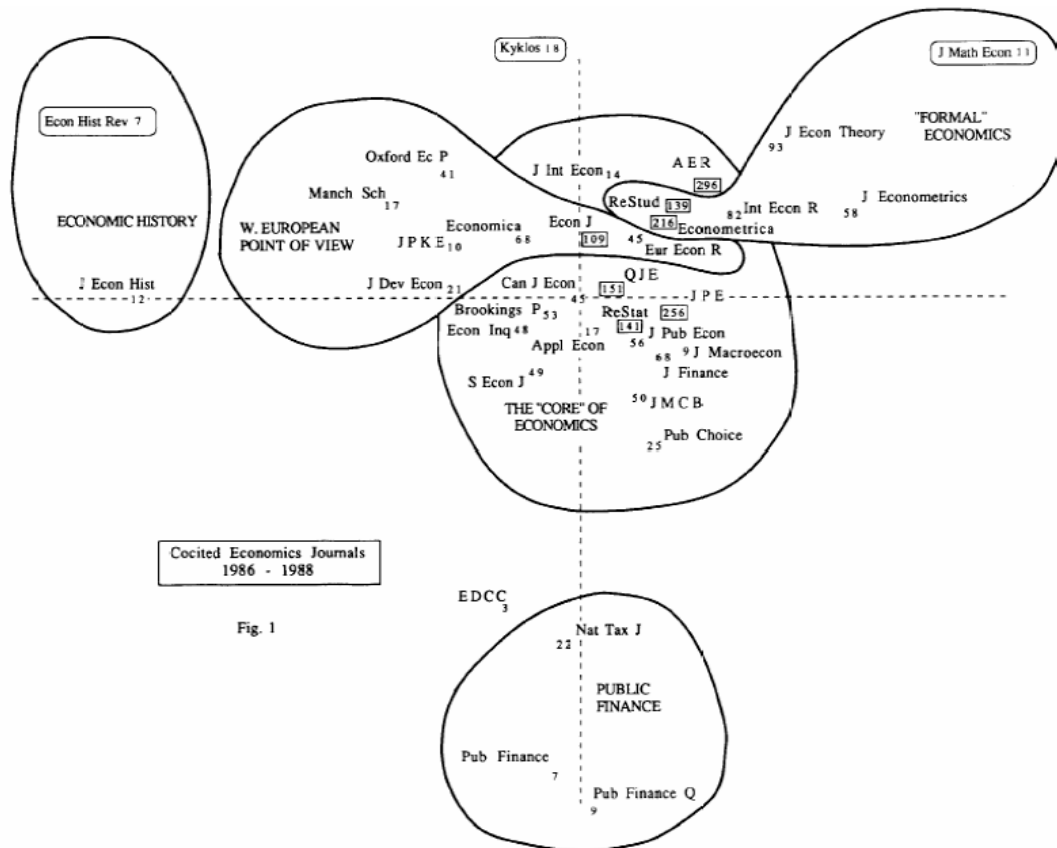 Kyklos 18
J Math Econ 11
Econ Hist Rev 7
"FORMAL"
ECONOMICS
J Econ Theory
93
Oxford Ec P
41
J Int Econ 14
A E R
296
Manch Sch
17
ReStud 139
J Econometrics
58
82 Int Econ R
ECONOMIC HISTORY
W. EUROPEAN
POINT OF VIEW
Economica
68
Econ J
109
216 Econometrica
J P K E 10
45
Eur Econ R
J Econ Hist
12
J Dev Econ 21
Can J Econ
45
Q J E
151
J P E
256
Brookings P 53
ReStat
141
Econ Inq 48
17
Appl Econ
56 J Pub Econ
9 J Macroecon
68
J Finance
S Econ J 49
50 J M C B
THE "CORE" OF
ECONOMICS
25 Pub Choice
Cocited Economics Journals
1986 - 1988
Fig. 1
E D C C
3
Nat Tax J
22
PUBLIC
FINANCE
Pub Finance
7
Pub Finance Q
9